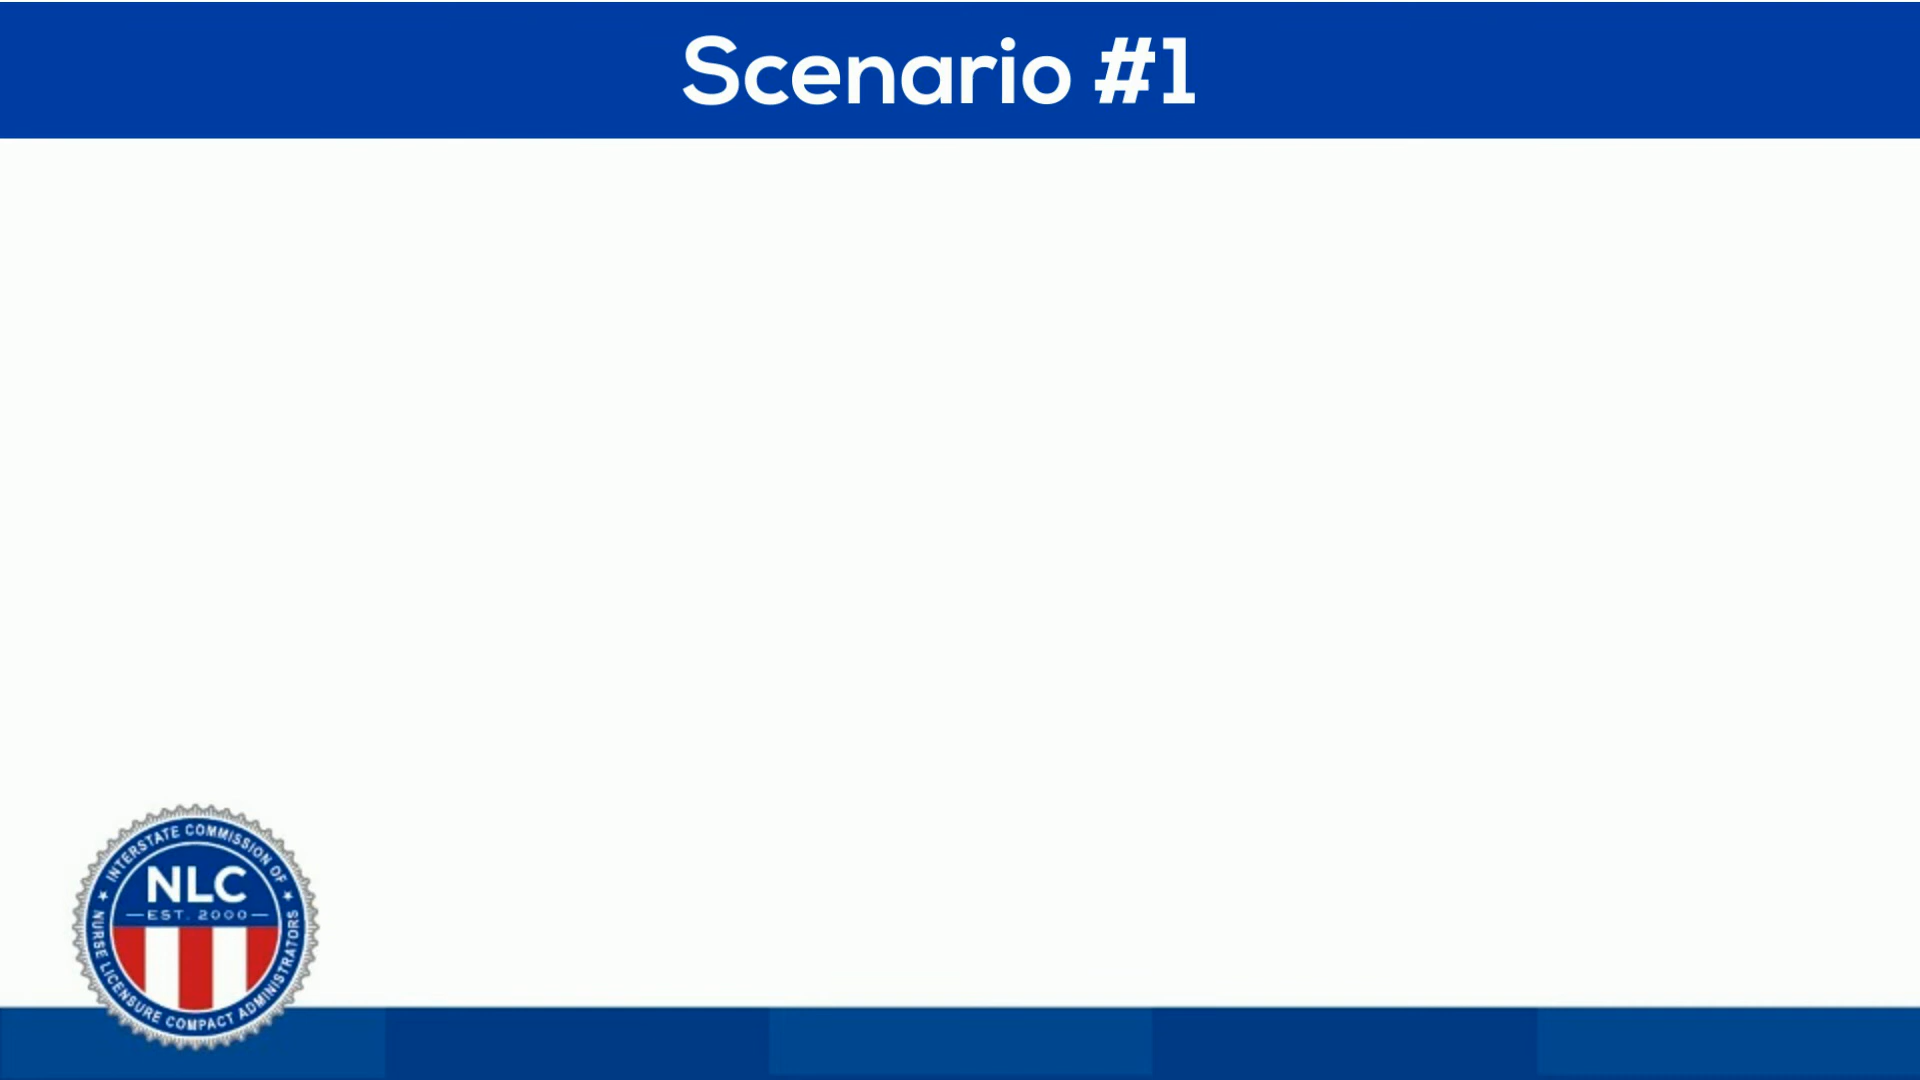 Scenario #1
INTERSTATE COMMISSION OF
NLC
EST. 2000
NURSE LICENSURE COMPACT ADMINISTRATORS